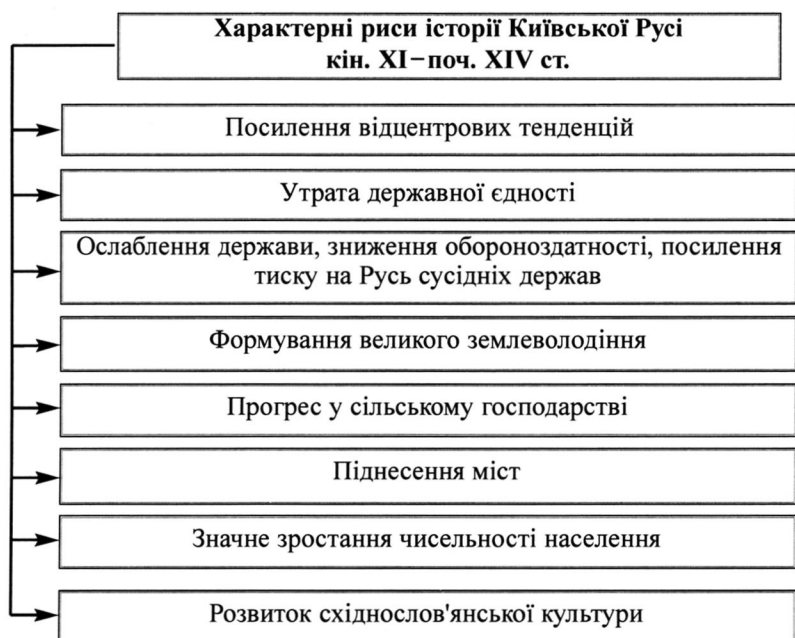 Характерні риси історії Київської Русі
кін. XI–поч. XIV ст.
Посилення відцентрових тенденцій
Утрата державної єдності
Ослаблення держави, зниження обороноздатності, посилення
тиску на Русь сусідніх держав
Формування великого землеволодіння
Прогрес у сільському господарстві
Піднесення міст
Значне зростання чисельності населення
Розвиток східнослов'янської культури